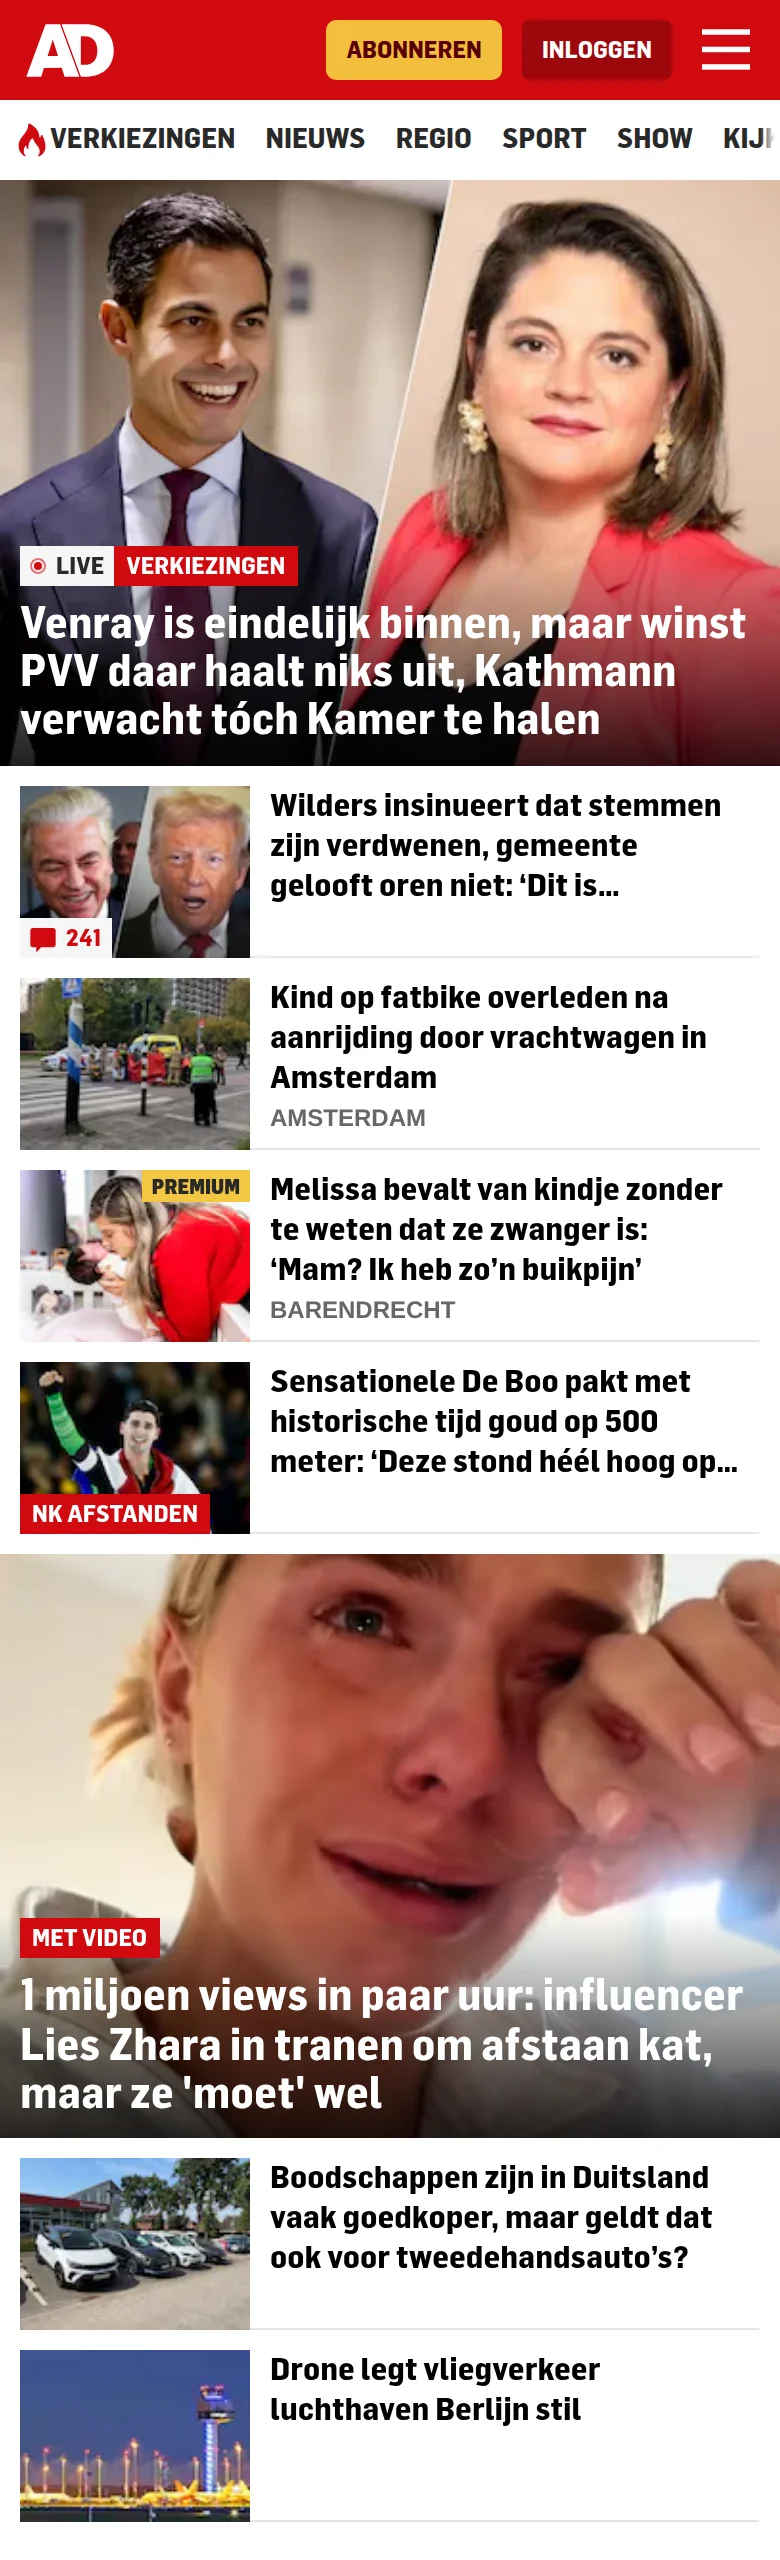 AD
ABONNEREN
INLOGGEN
VERKIEZINGEN NIEUWS REGIO SPORT SHOW
LIVE VERKIEZINGEN
Venray is eindelijk binnen, maar winst
PVV daar haalt niks uit, Kathmann
verwacht tóch Kamer te halen
Wilders insinueert dat stemmen
zijn verdwenen, gemeente
gelooft oren niet: ‘Dit is...
241
Kind op fatbike overleden na
aanrijding door vrachtwagen in
Amsterdam
AMSTERDAM
PREMIUM
Melissa bevalt van kindje zonder
te weten dat ze zwanger is:
‘Mam? Ik heb zo’n buikpijn’
BARENDRECHT
Sensationele De Boo pakt met
historische tijd goud op 500
meter: ‘Deze stond héél hoog op...
NK AFSTANDEN
MET VIDEO
1 miljoen views in paar uur: influencer
Lies Zhara in tranen om afstaan kat,
maar ze 'moet' wel
Boodschappen zijn in Duitsland
vaak goedkoper, maar geldt dat
ook voor tweedehandsauto’s?
Drone legt vliegverkeer
luchthaven Berlijn stil